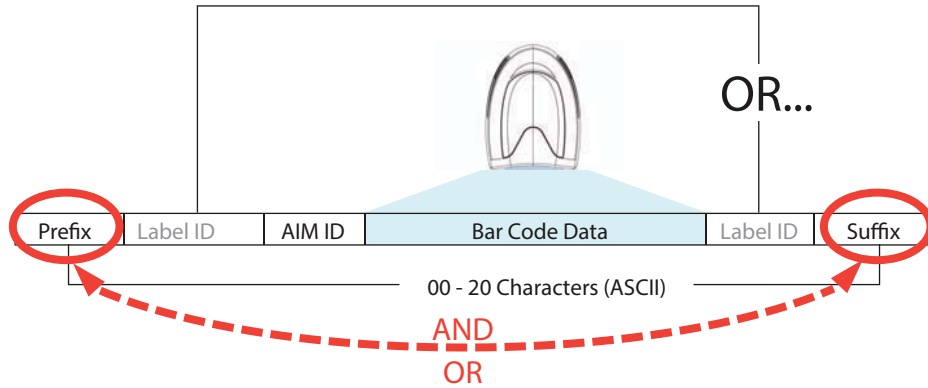 OR...
Prefix Label ID AIM ID Bar Code Data Label ID Suffix
00 - 20 Characters (ASCII)
AND
OR